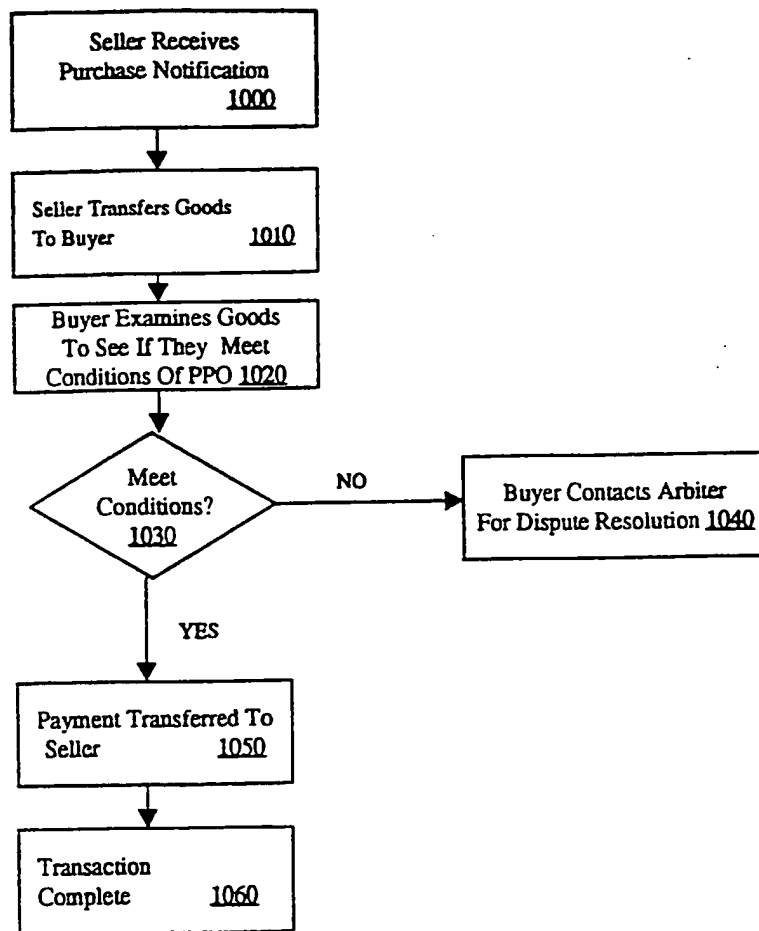 Seller Receives
Purchase Notification
1000
Seller Transfers Goods
To Buyer 1010
Buyer Examines Goods
To See If They Meet
Conditions Of PPO 1020
Meet
Conditions?
1030
NO
Buyer Contacts Arbiter
For Dispute Resolution 1040
YES
Payment Transferred To
Seller 1050
Transaction
Complete 1060